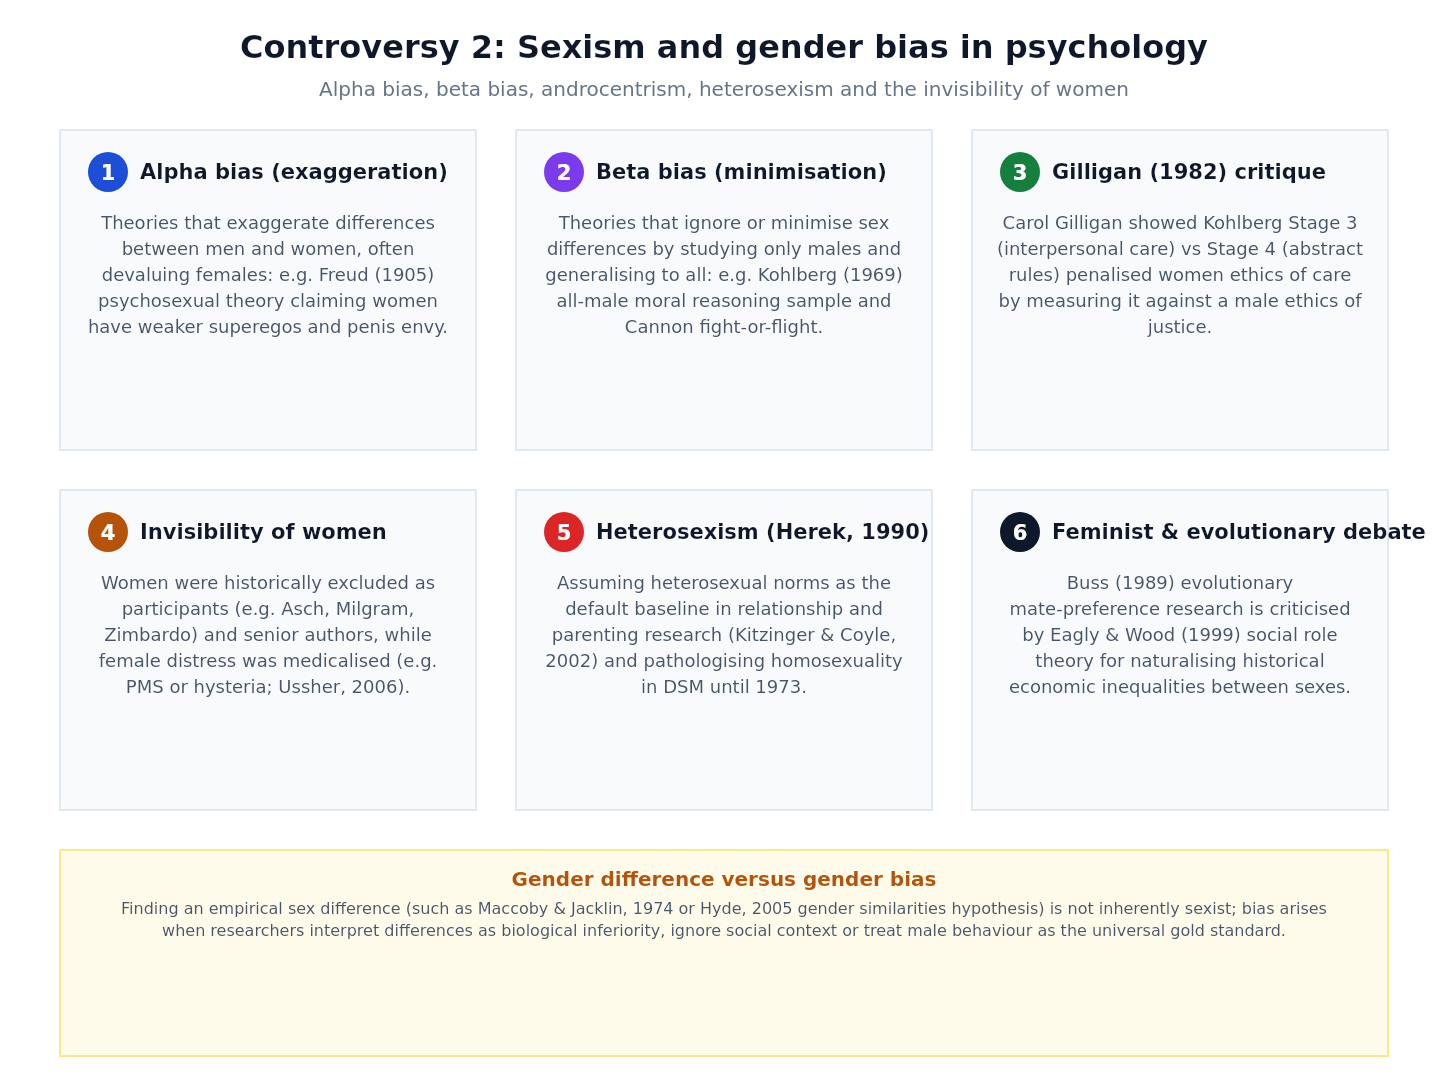 Controversy 2: Sexism and gender bias in psychology
Alpha bias, beta bias, androcentrism, heterosexism and the invisibility of women
1
Alpha bias (exaggeration)
Theories that exaggerate differences
between men and women, often
devaluing females: e.g. Freud (1905)
psychosexual theory claiming women
have weaker superegos and penis envy.
2
Beta bias (minimisation)
Theories that ignore or minimise sex
differences by studying only males and
generalising to all: e.g. Kohlberg (1969)
all-male moral reasoning sample and
Cannon fight-or-flight.
3
Gilligan (1982) critique
Carol Gilligan showed Kohlberg Stage 3
(interpersonal care) vs Stage 4 (abstract
rules) penalised women ethics of care
by measuring it against a male ethics of
justice.
4
Invisibility of women
Women were historically excluded as
participants (e.g. Asch, Milgram,
Zimbardo) and senior authors, while
female distress was medicalised (e.g.
PMS or hysteria; Ussher, 2006).
5
Heterosexism (Herek, 1990)
Assuming heterosexual norms as the
default baseline in relationship and
parenting research (Kitzinger & Coyle,
2002) and pathologising homosexuality
in DSM until 1973.
6
Feminist & evolutionary debate
Buss (1989) evolutionary
mate-preference research is criticised
by Eagly & Wood (1999) social role
theory for naturalising historical
economic inequalities between sexes.
Gender difference versus gender bias
Finding an empirical sex difference (such as Maccoby & Jacklin, 1974 or Hyde, 2005 gender similarities hypothesis) is not inherently sexist; bias arises
when researchers interpret differences as biological inferiority, ignore social context or treat male behaviour as the universal gold standard.